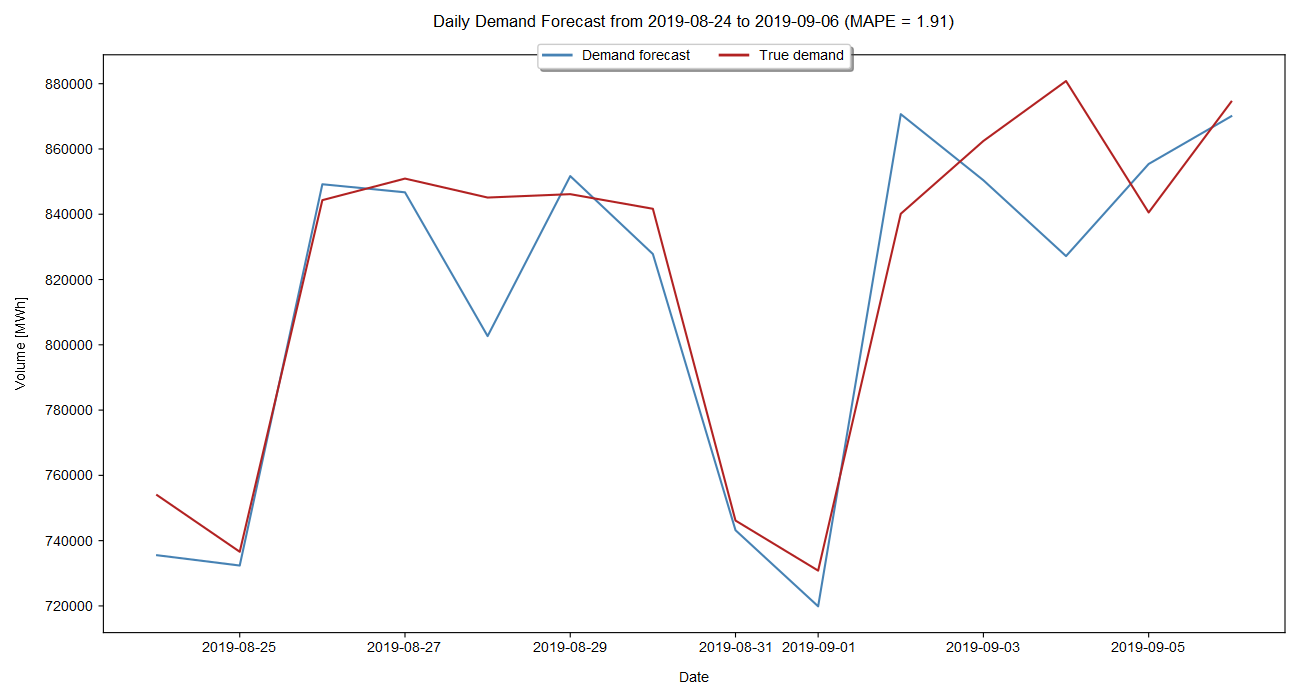 Daily Demand Forecast from 2019-08-24 to 2019-09-06 (MAPE = 1.91)
Demand forecast True demand
880000
860000
840000
820000
800000
780000
760000
740000
720000
Volume [MWh]
2019-08-25 2019-08-27 2019-08-29 2019-08-31 2019-09-01 2019-09-03 2019-09-05
Date